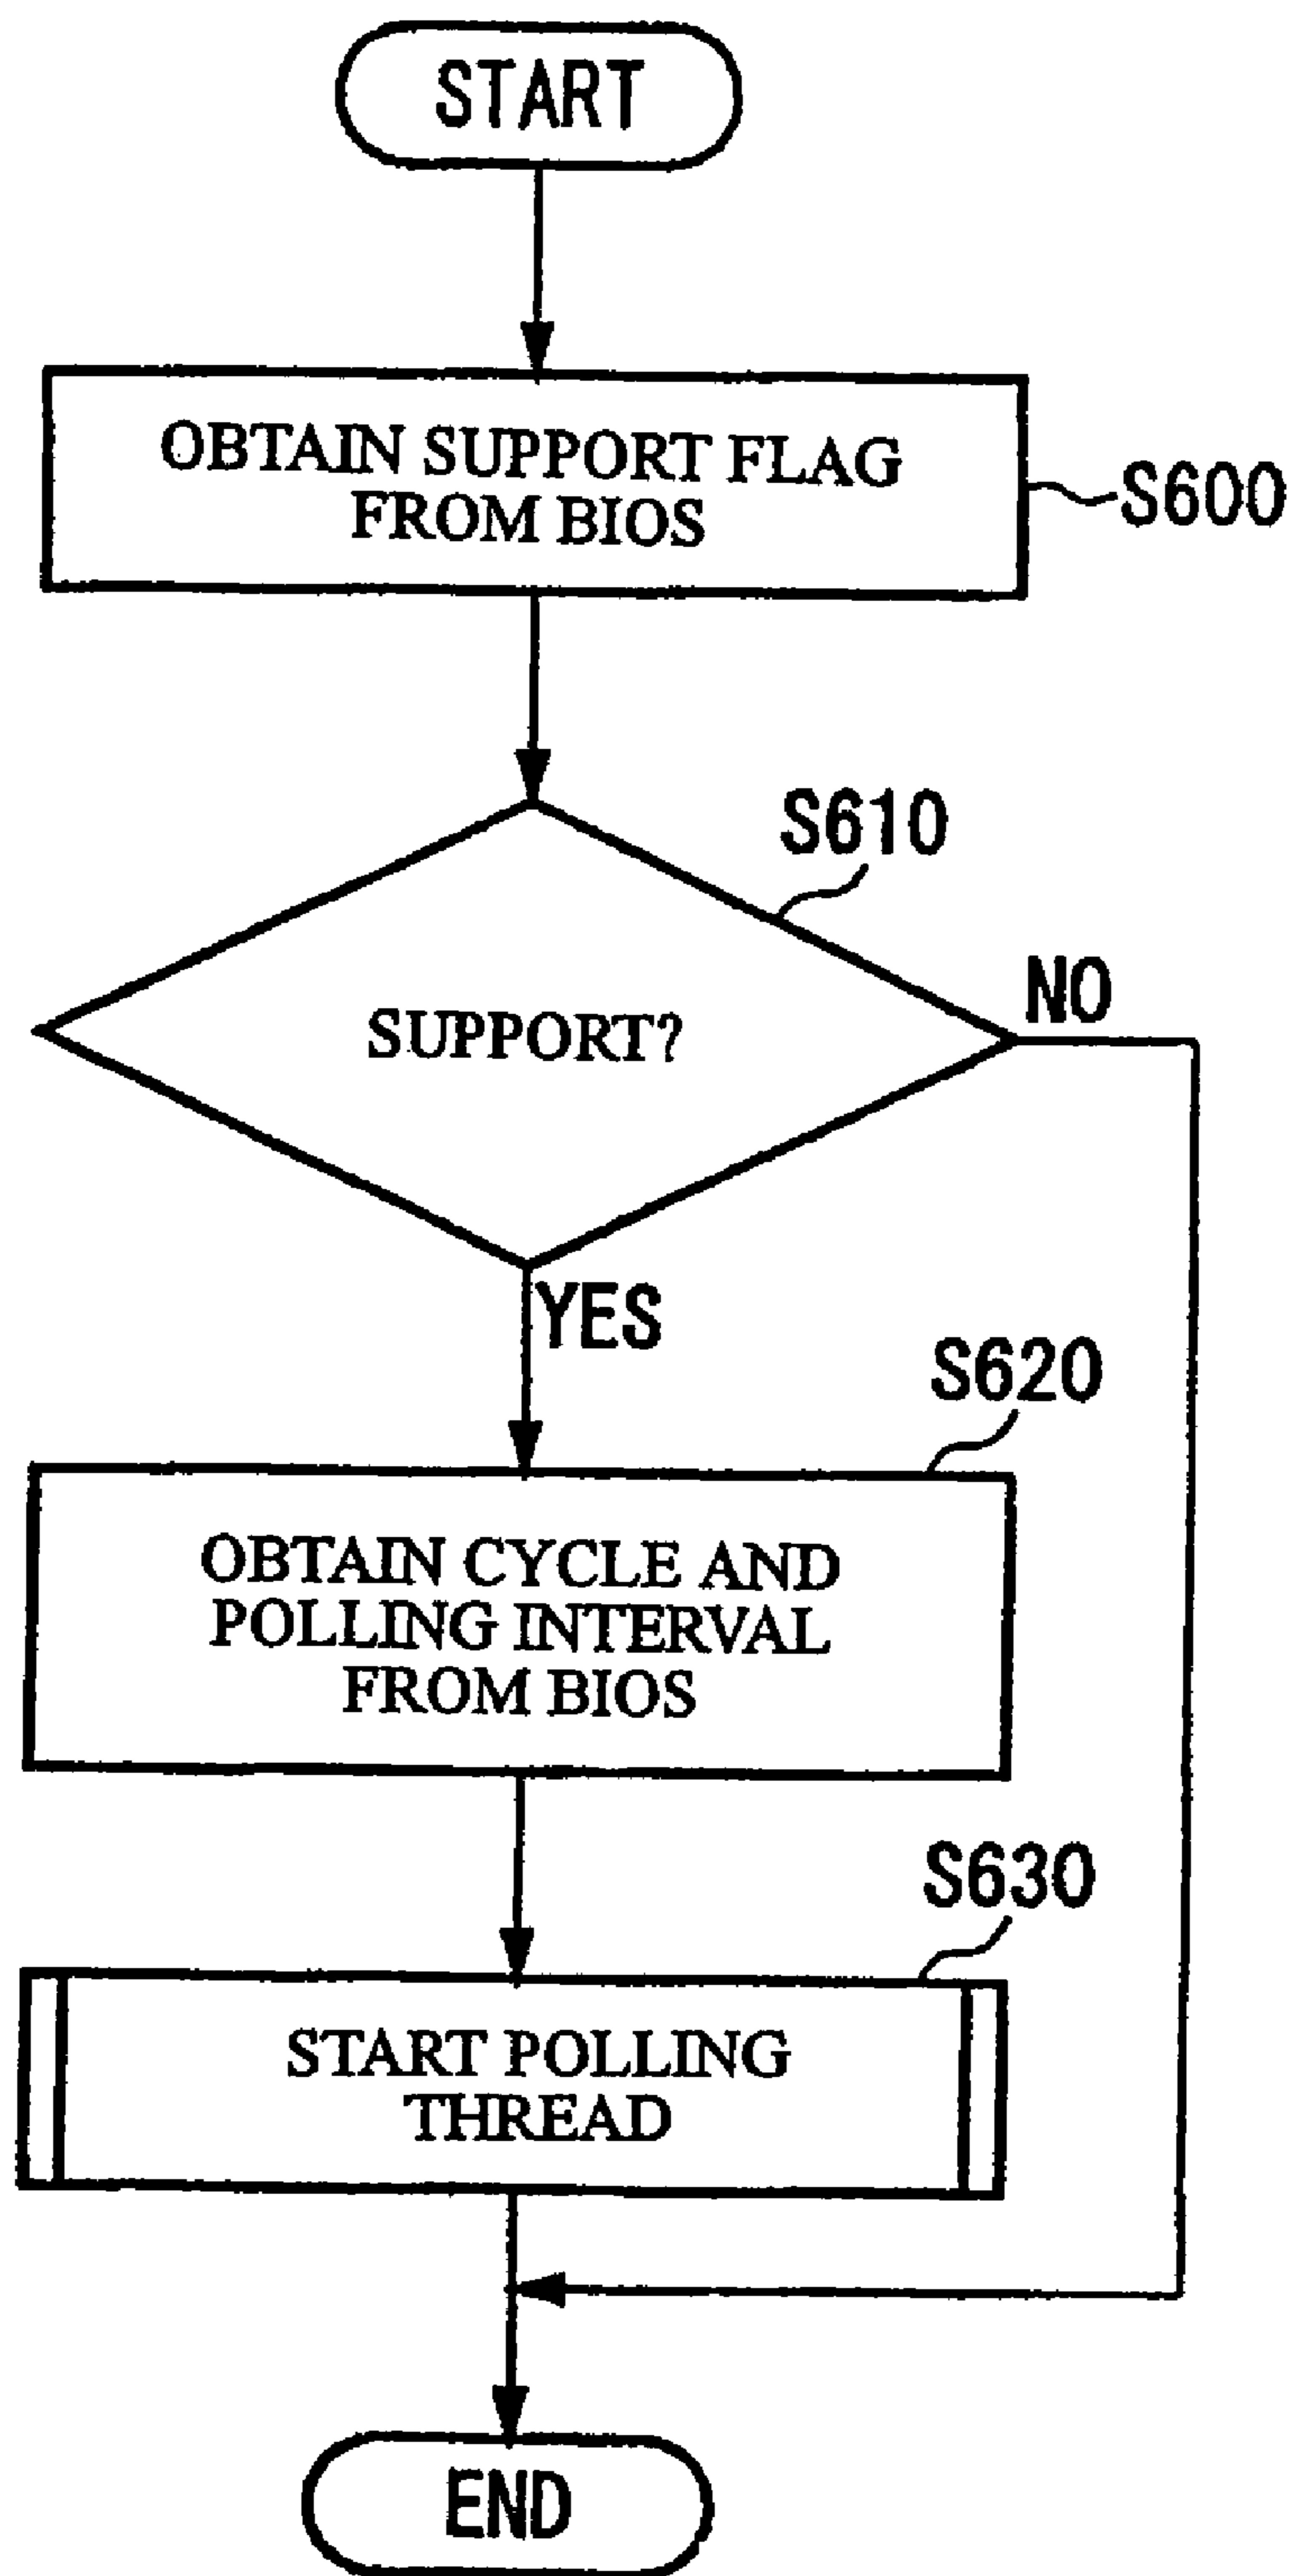 START
OBTAIN SUPPORT FLAG
FROM BIOS
S600
S610
SUPPORT?
NO
YES
S620
OBTAIN CYCLE AND
POLLING INTERVAL
FROM BIOS
S630
START POLLING
THREAD
END